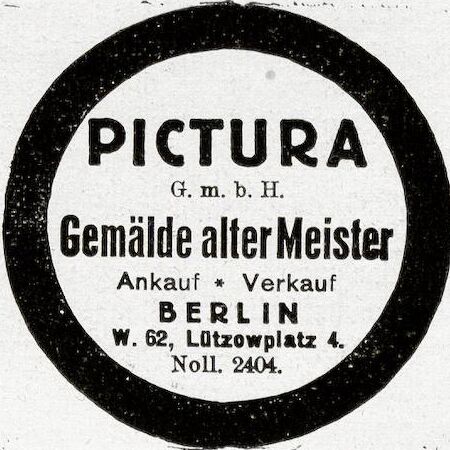 PICTURA
G. m. b. H.
Gemälde alter Meister
Ankauf * Verkauf
BERLIN
W. 62, Lützowplatz 4.
Noll. 2404.